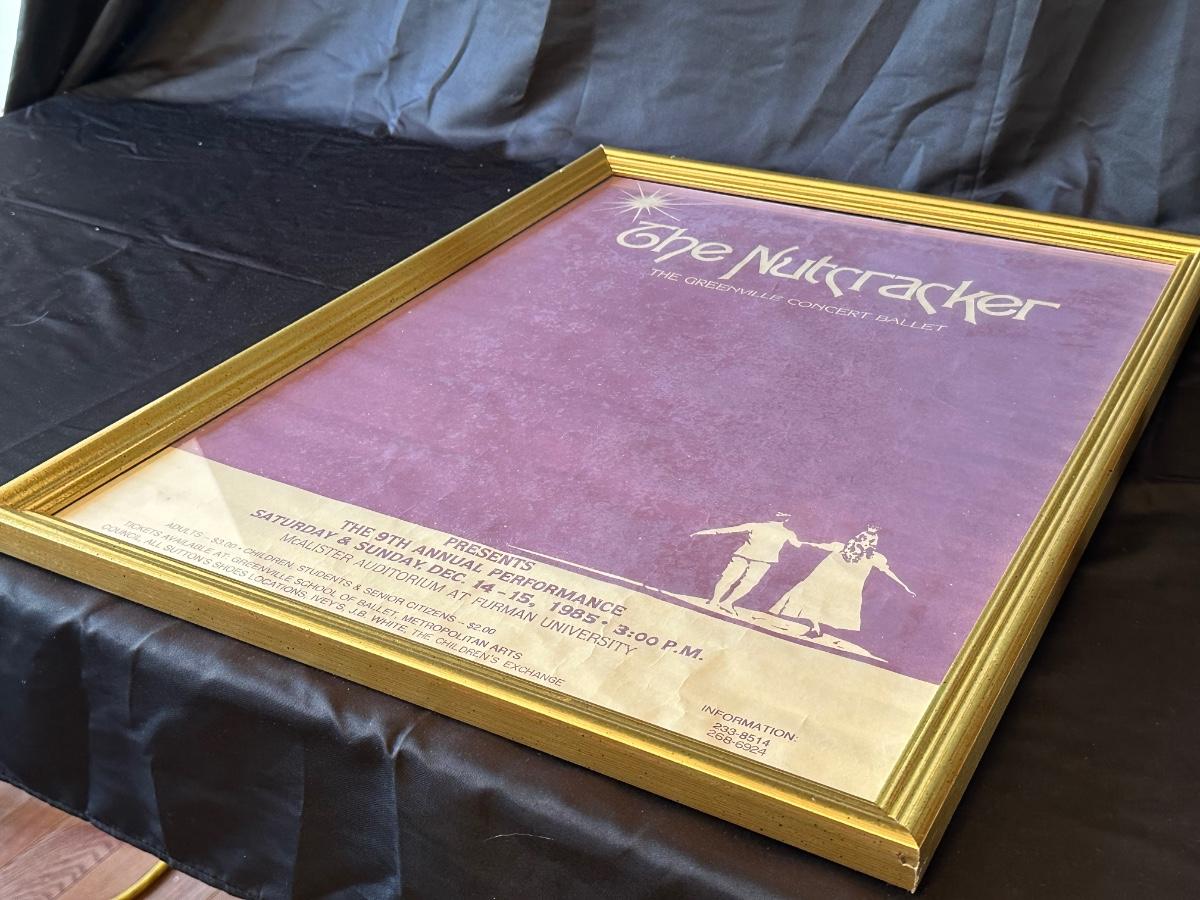 The Nutcracker
THE GREENVILLE CONCERT BALLET
PRESENTS
THE 9TH ANNUAL PERFORMANCE
SATURDAY & SUNDAY, DEC. 14-15, 1985 • 3:00 P.M.
McALISTER AUDITORIUM AT FURMAN UNIVERSITY
ADULTS - $3.00 • CHILDREN, STUDENTS & SENIOR CITIZENS - $2.00
TICKETS AVAILABLE AT: GREENVILLE SCHOOL OF BALLET, METROPOLITAN ARTS
COUNCIL, ALL SUTTON'S SHOES LOCATIONS, IVEY'S, J.B. WHITE, THE CHILDREN'S EXCHANGE
INFORMATION:
233-8514
268-6924